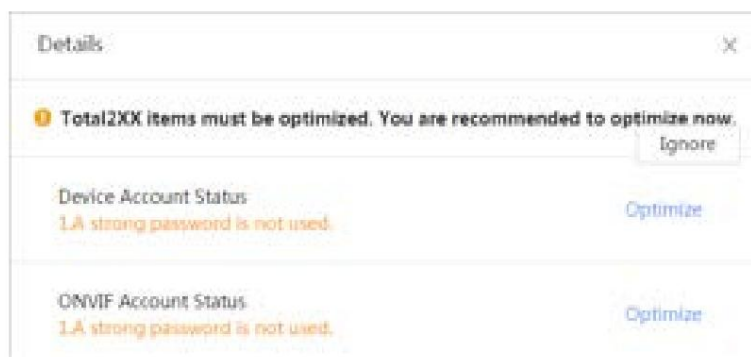 Details
Total2XX items must be optimized. You are recommended to optimize now.
Ignore
Device Account Status
1.A strong password is not used.
Optimize
ONVIF Account Status
1.A strong password is not used.
Optimize